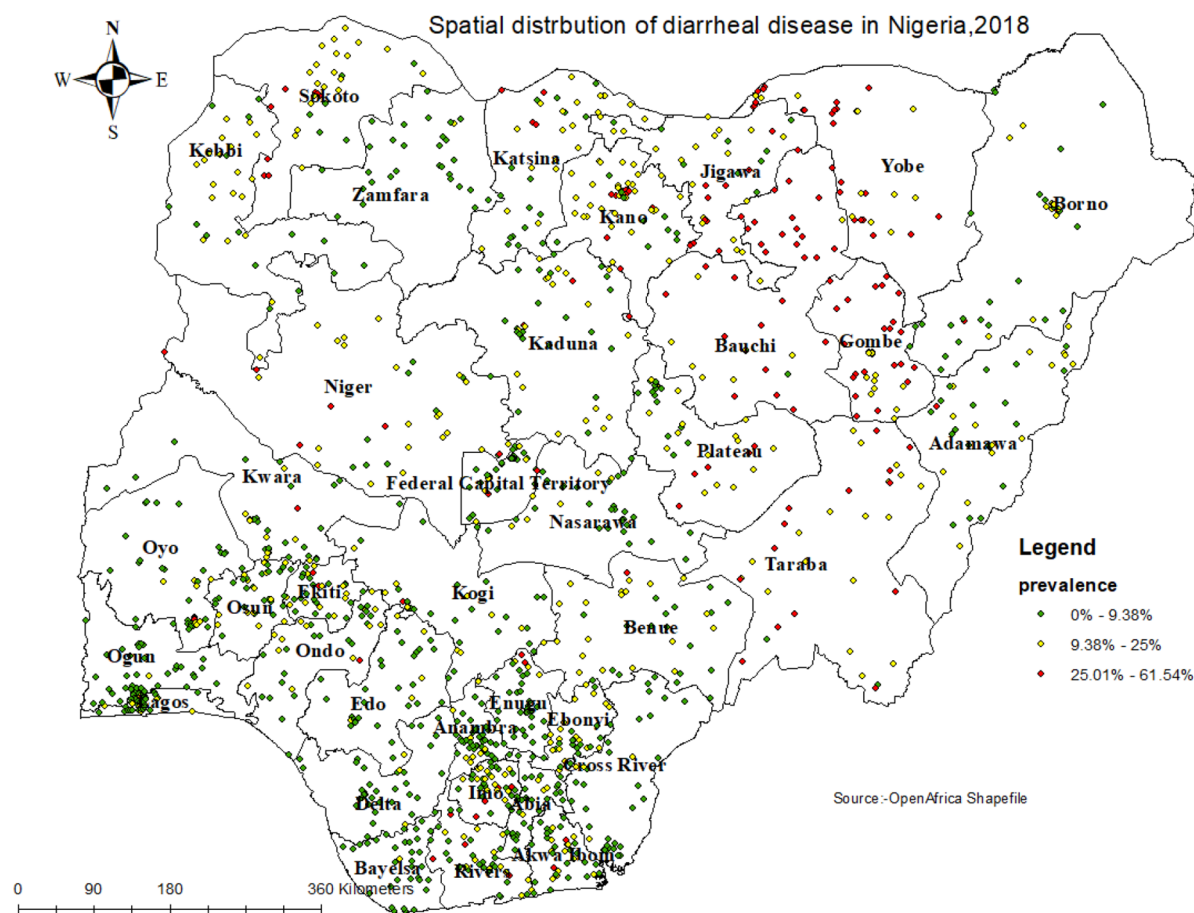 Spatial distrbution of diarrheal disease in Nigeria,2018
N
W E
S
Sokoto
Kebbi
Zamfara
Katsina
Kano
Jigawa
Yobe
Borno
Kaduna
Bauchi
Gombe
Niger
Plateau
Adamawa
Kwara
Federal Capital Territory
Nasarawa
Oyo
Taraba
Osun
Ekiti
Kogi
Benue
Ogun
Ondo
Lagos
Edo
Enugu
Ebonyi
Anambra
Cross River
Imo
Abia
Delta
Akwa Ibom
Bayelsa
Rivers
Legend
prevalence
0% - 9.38%
9.38% - 25%
25.01% - 61.54%
Source:-OpenAfrica Shapefile
0 90 180 360 Kilometers